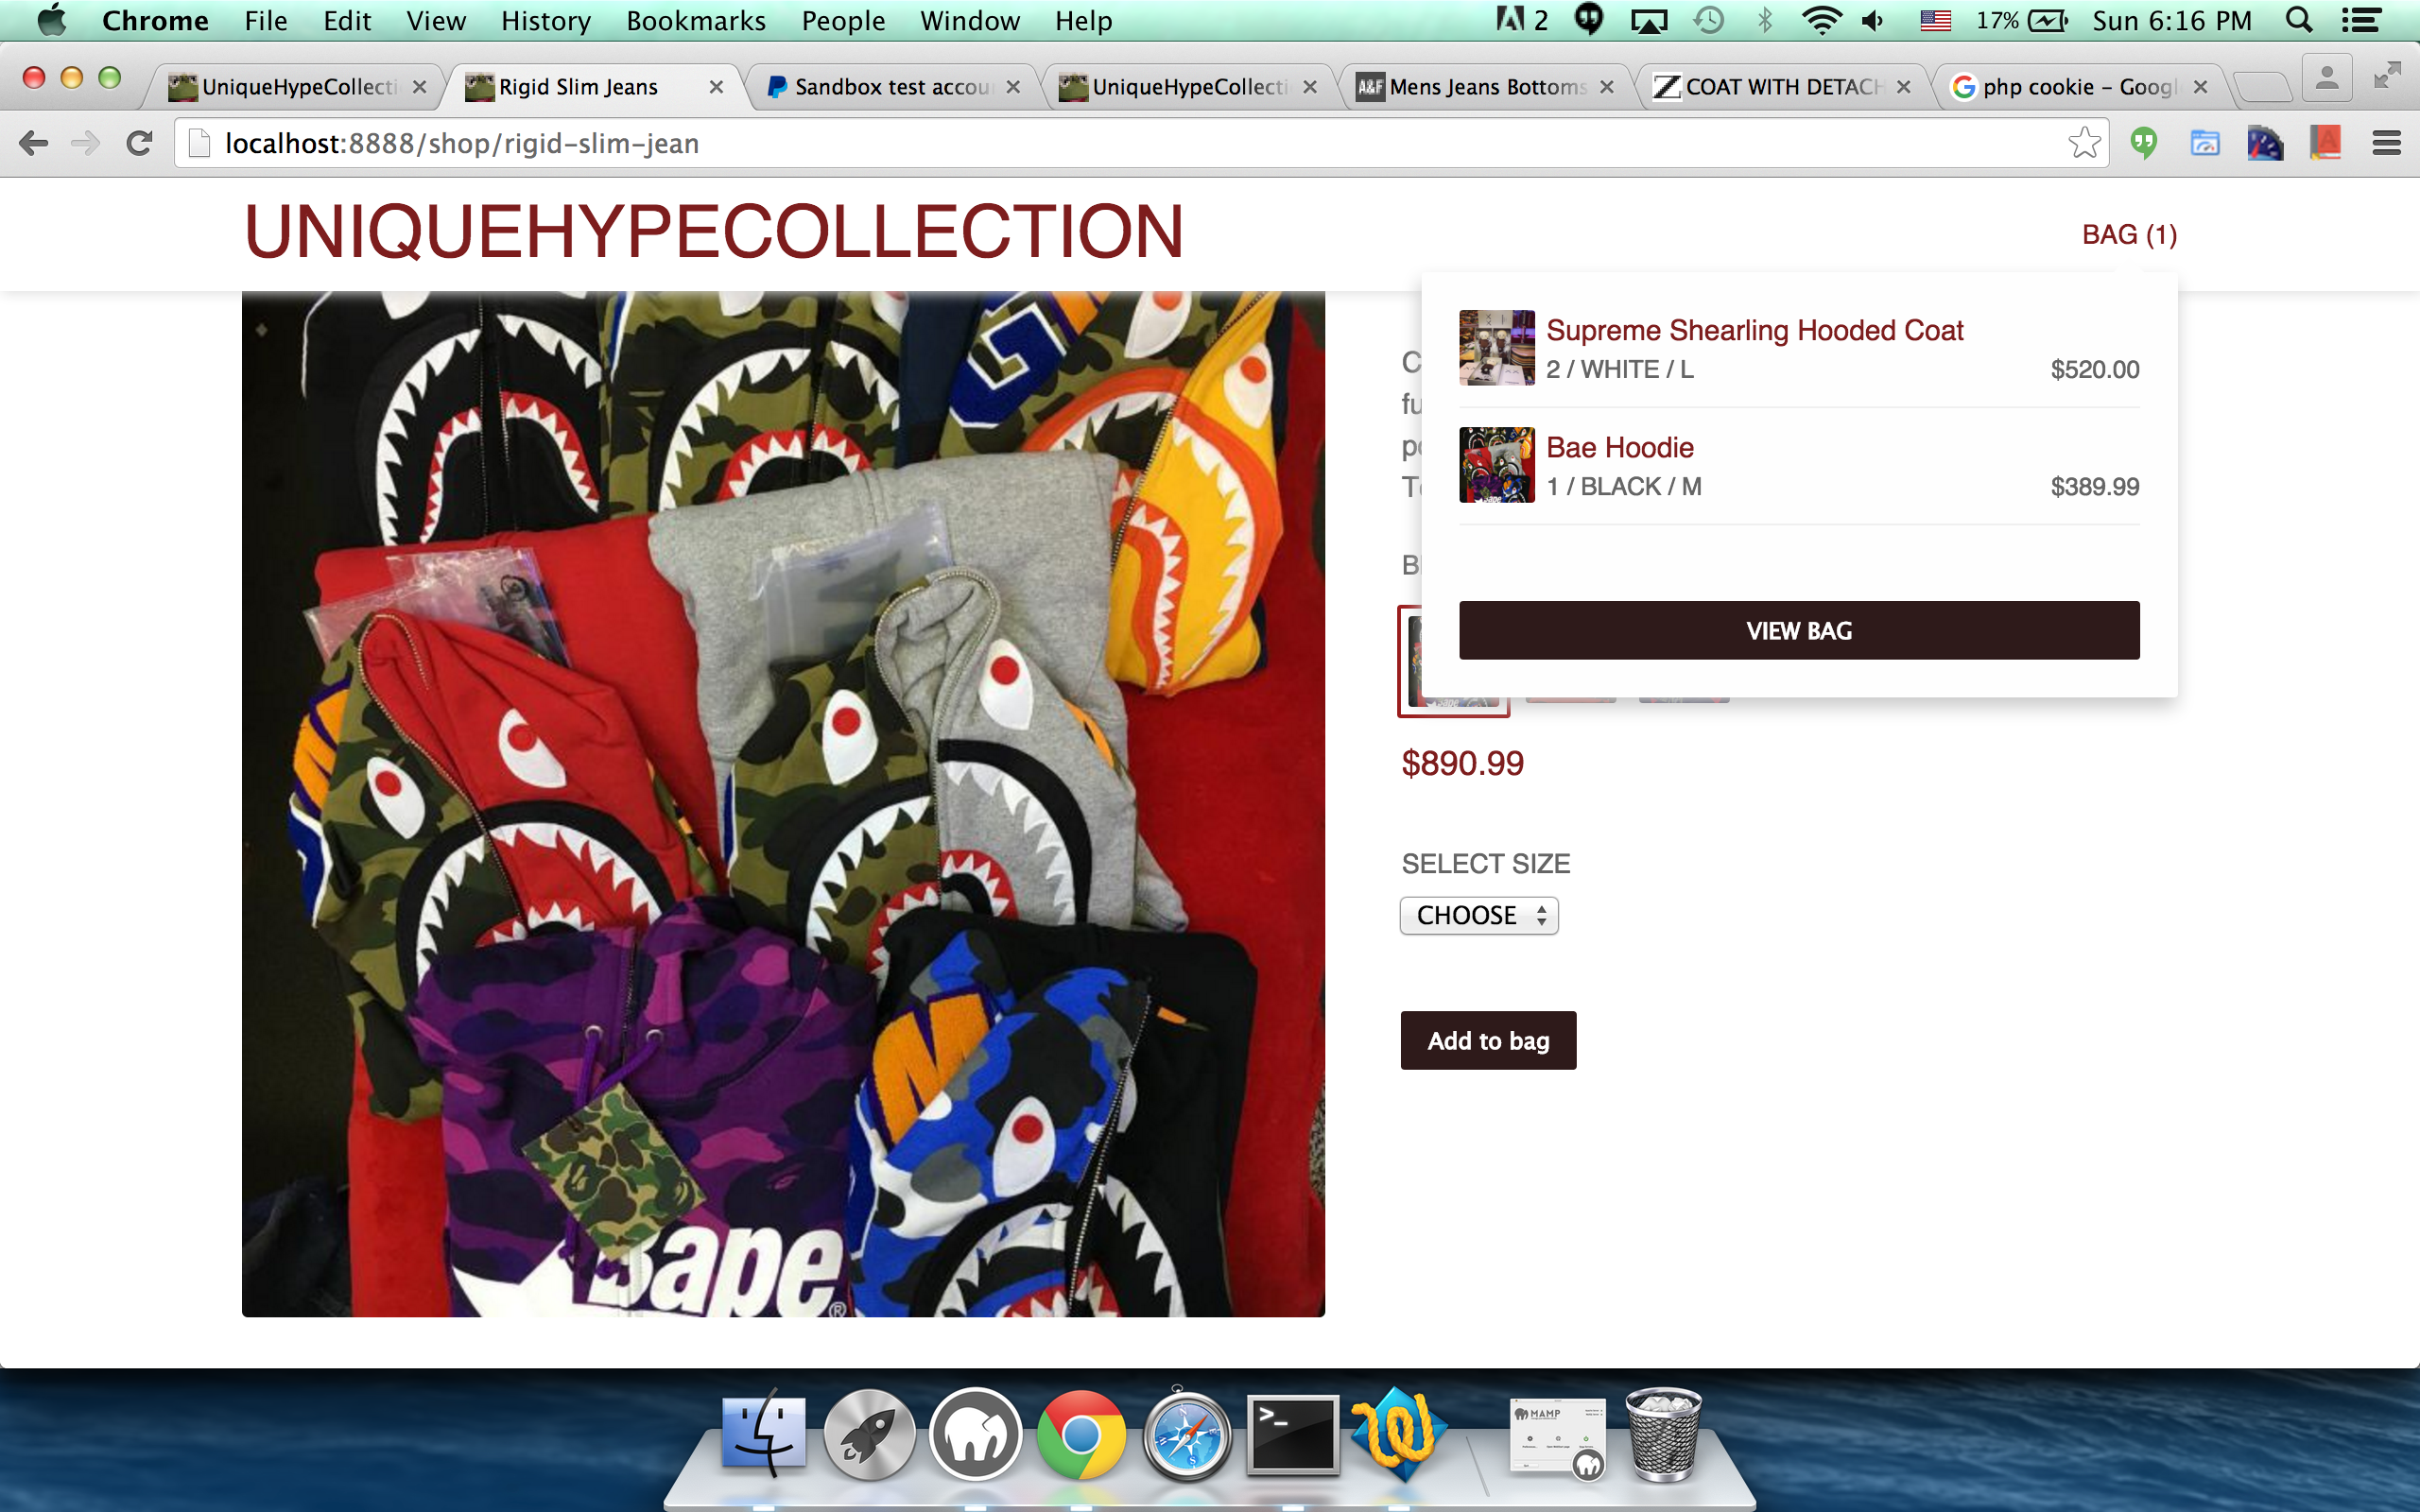 Chrome File Edit View History Bookmarks People Window Help 2 17% Sun 6:16 PM
UniqueHypeCollecti Rigid Slim Jeans Sandbox test accou UniqueHypeCollecti A&F Mens Jeans Bottoms COAT WITH DETACH php cookie - Googl
localhost:8888/shop/rigid-slim-jean
UNIQUEHYPECOLLECTION
BAG (1)
Supreme Shearling Hooded Coat
2 / WHITE / L $520.00
Bae Hoodie
1 / BLACK / M $389.99
VIEW BAG
$890.99
SELECT SIZE
CHOOSE
Add to bag
Bape®
MAMP